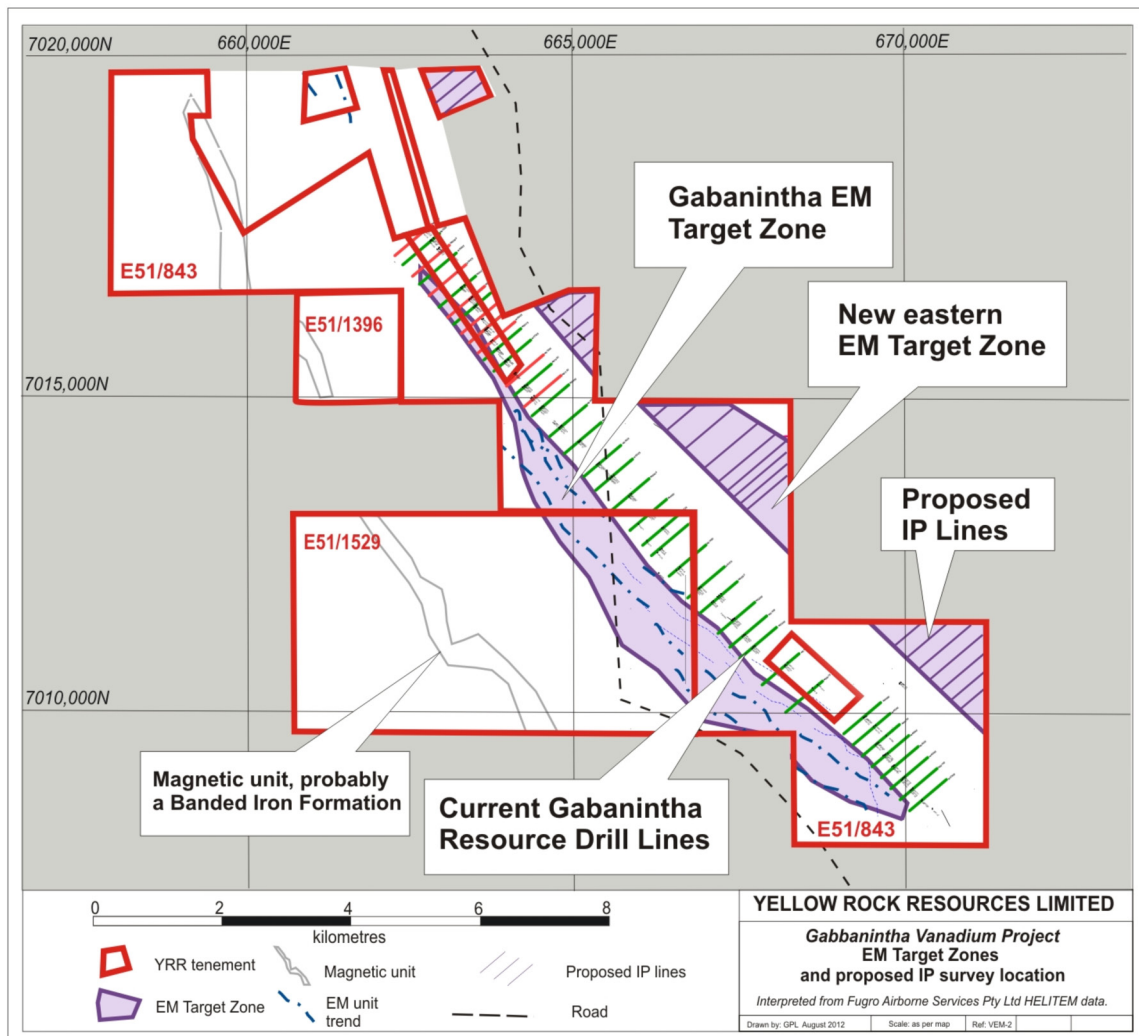 7020,000N
660,000E
665,000E
670,000E
Gabanintha EM
Target Zone
E51/843
E51/1396
New eastern
EM Target Zone
7015,000N
Proposed
IP Lines
E51/1529
7010,000N
Magnetic unit, probably
a Banded Iron Formation
Current Gabanintha
Resource Drill Lines
E51/843
0 2 4 6 8
kilometres
YRR tenement
Magnetic unit
Proposed IP lines
EM Target Zone
EM unit
trend
Road
YELLOW ROCK RESOURCES LIMITED
Gabbanintha Vanadium Project
EM Target Zones
and proposed IP survey location
Interpreted from Fugro Airborne Services Pty Ltd HELITEM data.
Drawn by: GPL August 2012 Scale: as per map Ref: VEM-2